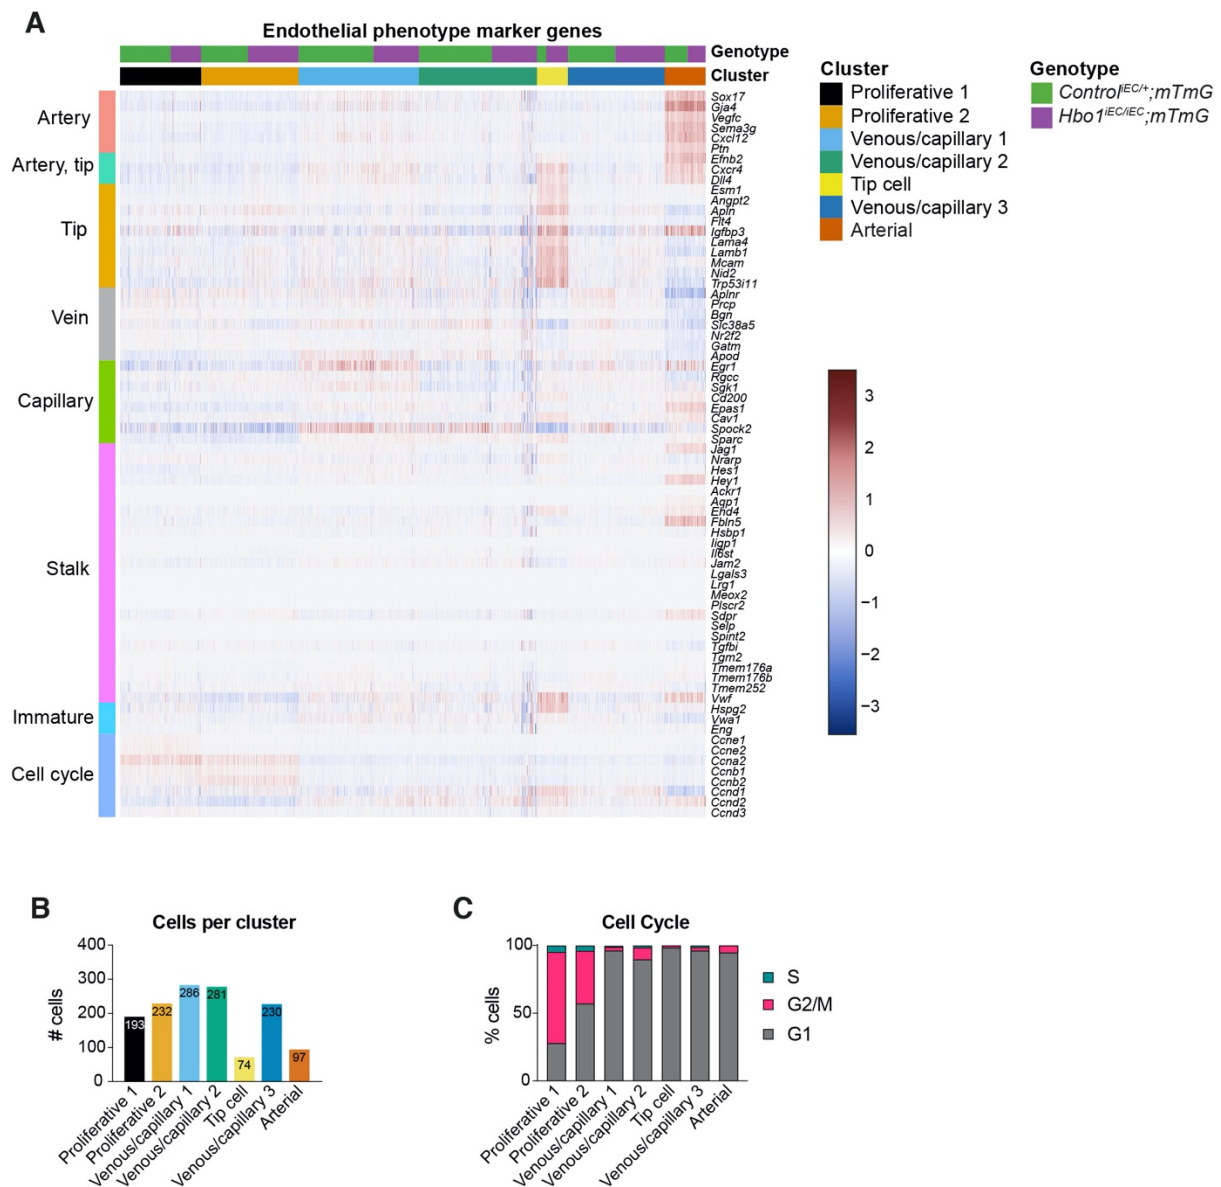 A
Endothelial phenotype marker genes
Genotype
Cluster
Artery
Artery, tip
Tip
Vein
Capillary
Stalk
Immature
Cell cycle
Sox17
Gja4
Vegfc
Sema3g
Cxcl12
Ptn
Efnb2
Cxcr4
Dll4
Esm1
Angpt2
Apln
Flt4
Igfbp3
Lama4
Lamb1
Mcam
Nid2
Trp53i11
Aplnr
Prcp
Bgn
Slc38a5
Nr2f2
Gatm
Apod
Egr1
Rgcc
Sgk1
Cd200
Epas1
Cav1
Spock2
Sparc
Jag1
Nrarp
Hes1
Hey1
Ackr1
Aqp1
Ehd4
Fbln5
Hsbp1
Iigp1
Il6st
Jam2
Lgals3
Lrg1
Meox2
Plscr2
Sdpr
Selp
Spint2
Tgfbi
Tgm2
Tmem176a
Tmem176b
Tmem252
Vwf
Hspg2
Vwa1
Eng
Ccne1
Ccne2
Ccna2
Ccnb1
Ccnb2
Ccnd1
Ccnd2
Ccnd3
Cluster
Proliferative 1
Proliferative 2
Venous/capillary 1
Venous/capillary 2
Tip cell
Venous/capillary 3
Arterial
Genotype
Control^iEC/+;mTmG
Hbo1^iEC/iEC;mTmG
3
2
1
0
−1
−2
−3
B
Cells per cluster
# cells
400
300
200
100
0
193
232
286
281
74
230
97
Proliferative 1
Proliferative 2
Venous/capillary 1
Venous/capillary 2
Tip cell
Venous/capillary 3
Arterial
C
Cell Cycle
% cells
100
50
0
Proliferative 1
Proliferative 2
Venous/capillary 1
Venous/capillary 2
Tip cell
Venous/capillary 3
Arterial
S
G2/M
G1